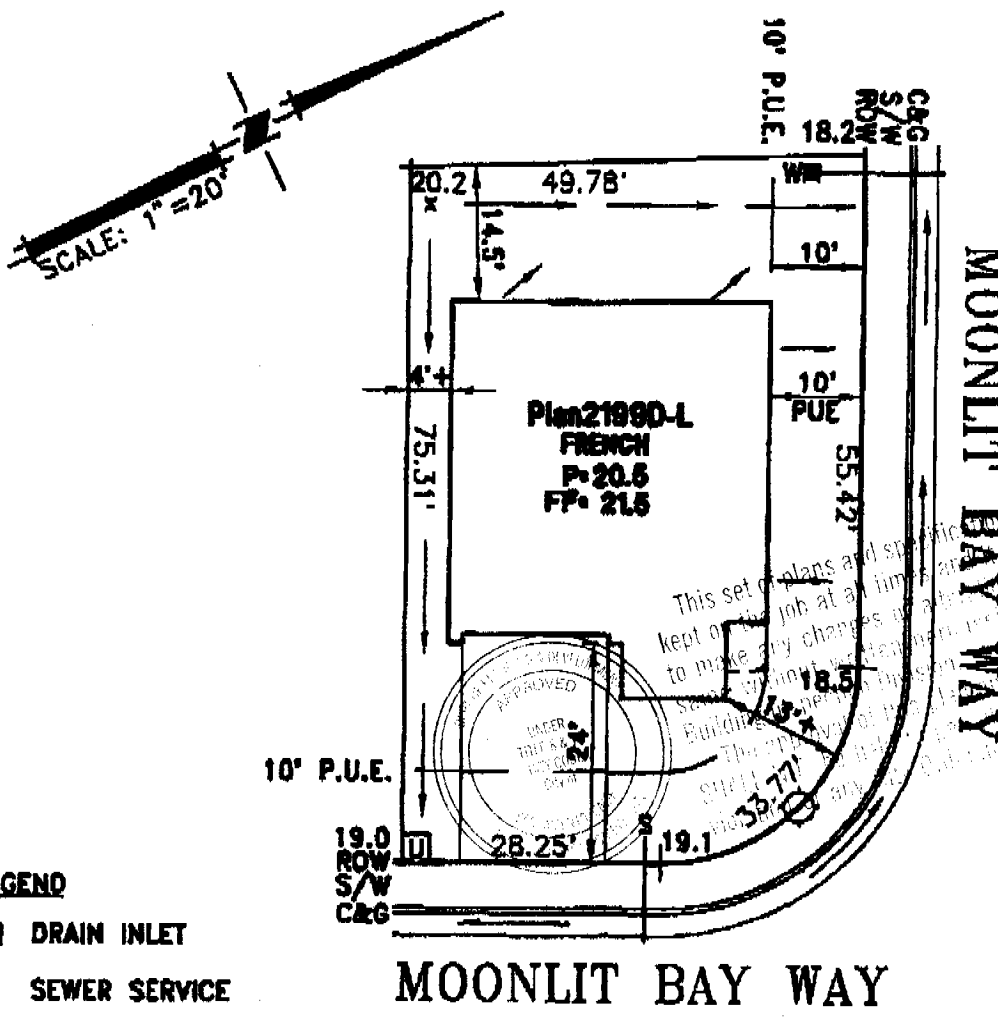 SCALE: 1"=20'
10' P.U.E.
18.2
ROW
S/W
C&G
W
20.2
49.78'
x
14.5'
10'
4'+
10'
PUE
Plan2199D-L
FRENCH
P= 20.5
FF= 21.5
75.31'
55.42'
MOONLIT BAY WAY
This set of plans and
kept on the job at all times
to make any changes
18.5
13'+
APPROVED
24'
10' P.U.E.
33.77'
19.0
ROW
S/W
C&G
U
28.25'
S
19.1
GEND
DRAIN INLET
SEWER SERVICE
MOONLIT BAY WAY